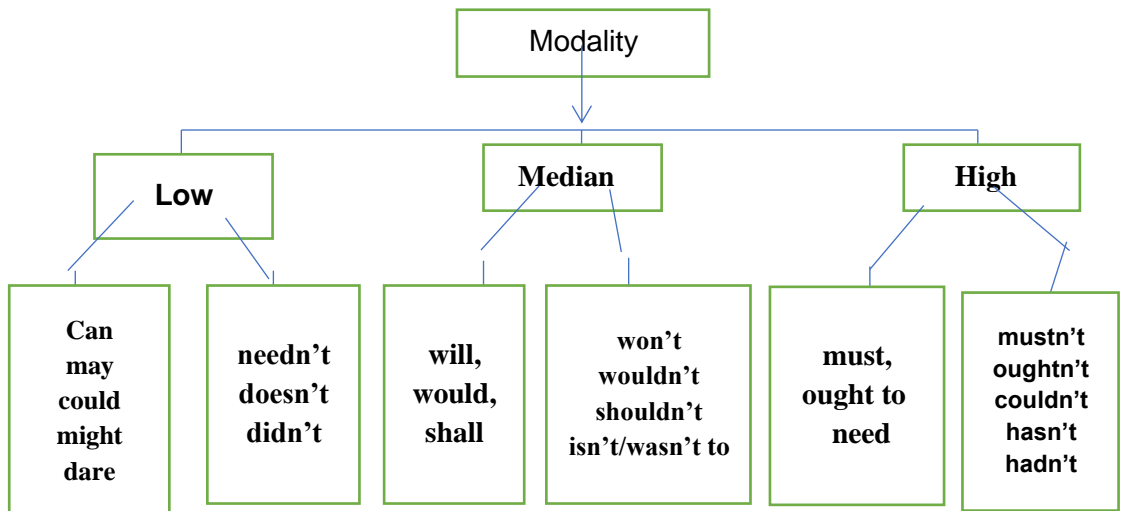 Modality
Low
Median
High
Can
may
could
might
dare
needn’t
doesn’t
didn’t
will,
would,
shall
won’t
wouldn’t
shouldn’t
isn’t/wasn’t to
must,
ought to
need
mustn’t
oughtn’t
couldn’t
hasn’t
hadn’t